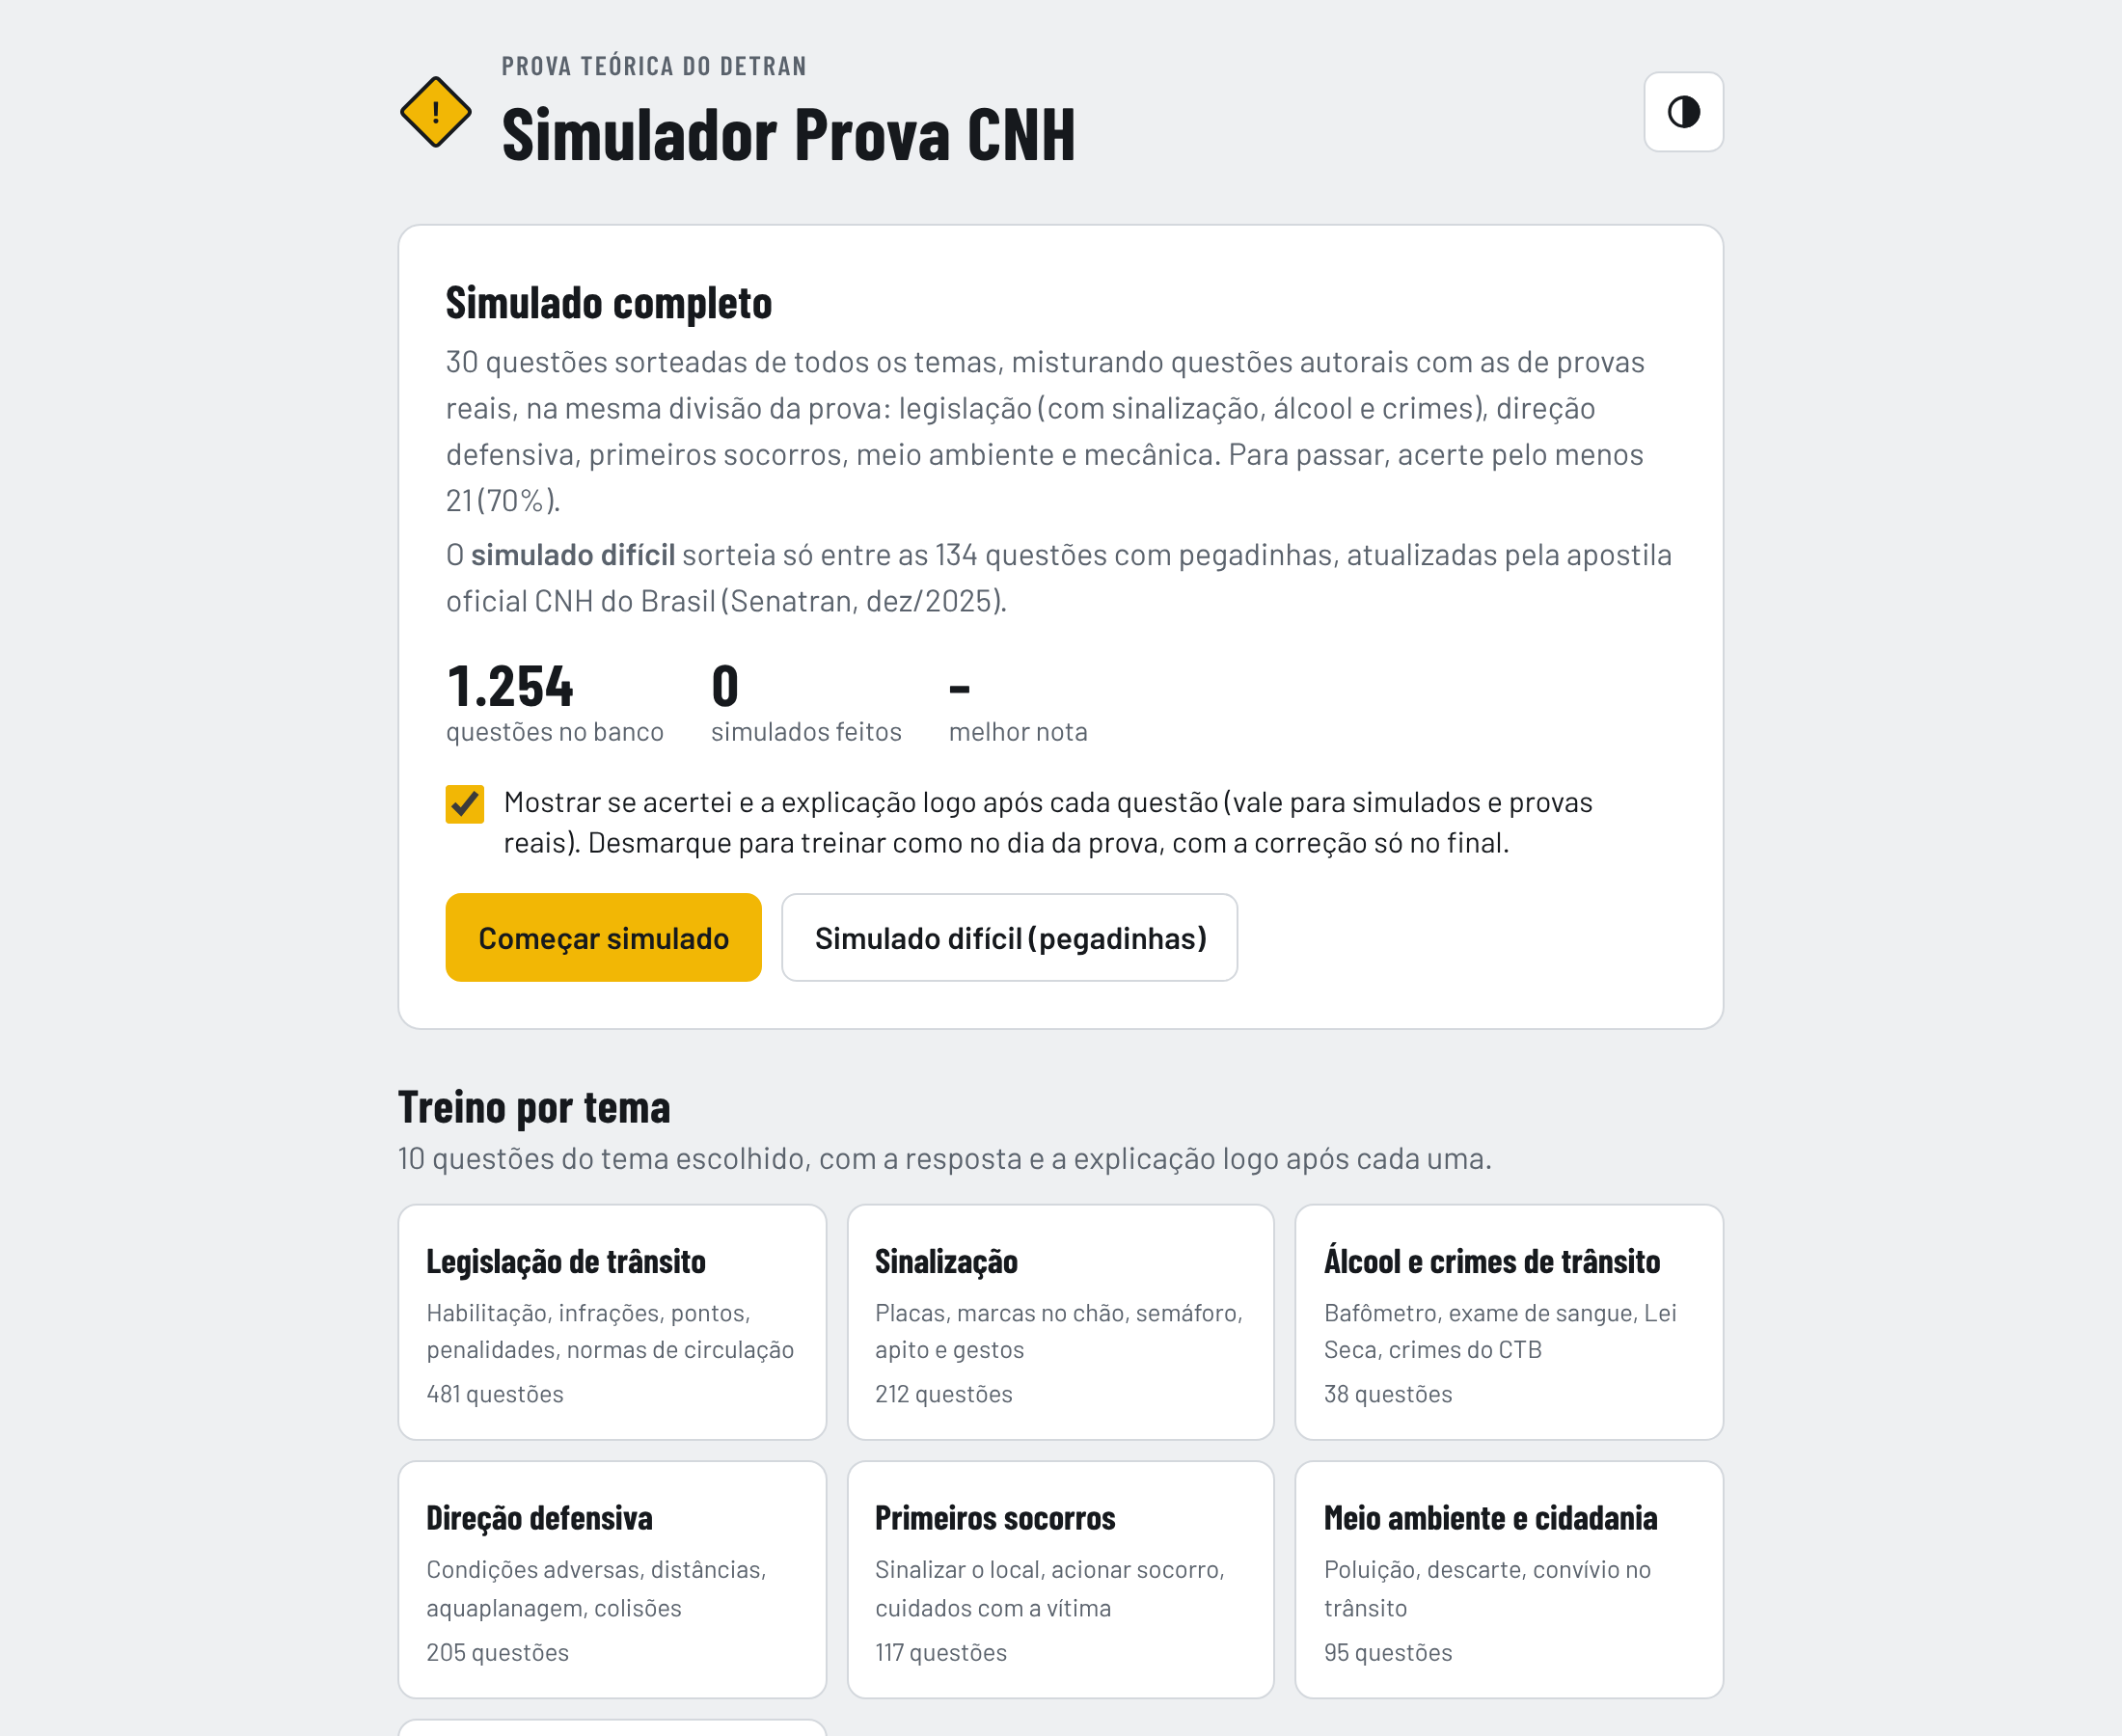 PROVA TEÓRICA DO DETRAN
!
Simulador Prova CNH
Simulado completo
30 questões sorteadas de todos os temas, misturando questões autorais com as de provas
reais, na mesma divisão da prova: legislação (com sinalização, álcool e crimes), direção
defensiva, primeiros socorros, meio ambiente e mecânica. Para passar, acerte pelo menos
21 (70%).
O simulado difícil sorteia só entre as 134 questões com pegadinhas, atualizadas pela apostila
oficial CNH do Brasil (Senatran, dez/2025).
1.254
questões no banco
0
simulados feitos
–
melhor nota
Mostrar se acertei e a explicação logo após cada questão (vale para simulados e provas
reais). Desmarque para treinar como no dia da prova, com a correção só no final.
Começar simulado
Simulado difícil (pegadinhas)
Treino por tema
10 questões do tema escolhido, com a resposta e a explicação logo após cada uma.
Legislação de trânsito
Habilitação, infrações, pontos,
penalidades, normas de circulação
481 questões
Sinalização
Placas, marcas no chão, semáforo,
apito e gestos
212 questões
Álcool e crimes de trânsito
Bafômetro, exame de sangue, Lei
Seca, crimes do CTB
38 questões
Direção defensiva
Condições adversas, distâncias,
aquaplanagem, colisões
205 questões
Primeiros socorros
Sinalizar o local, acionar socorro,
cuidados com a vítima
117 questões
Meio ambiente e cidadania
Poluição, descarte, convívio no
trânsito
95 questões